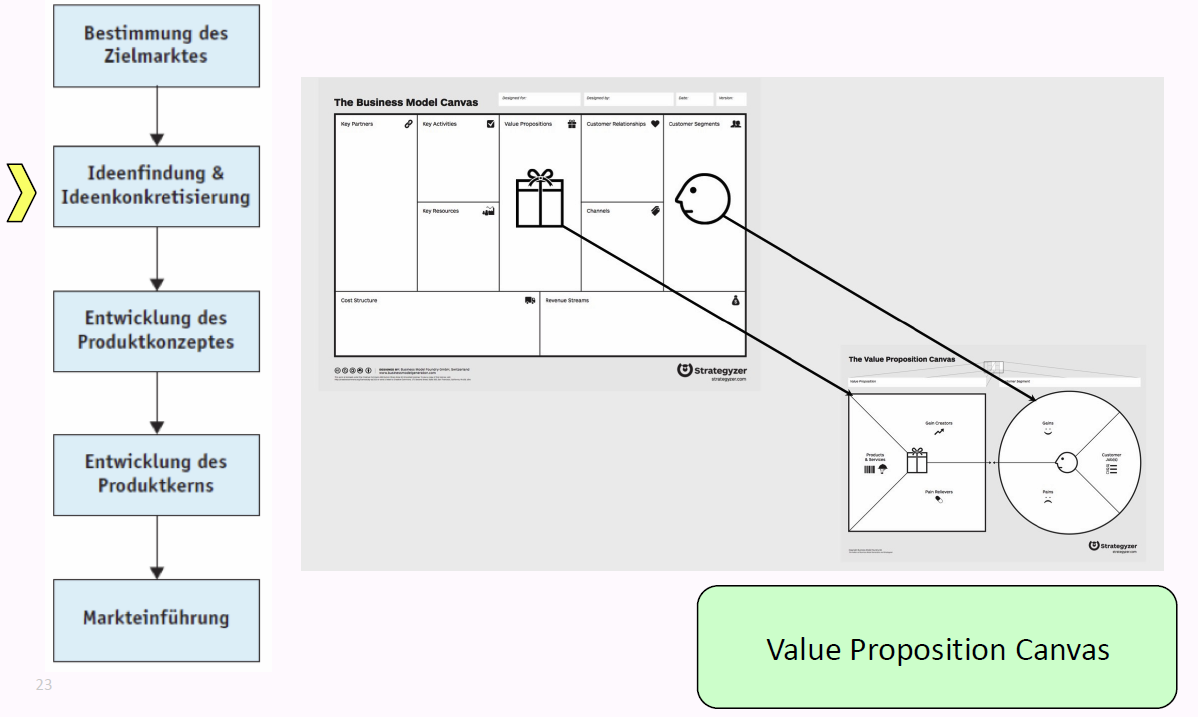 Bestimmung des
Zielmarktes
Ideenfindung &
Ideenkonkretisierung
Entwicklung des
Produktkonzeptes
Entwicklung des
Produktkerns
Markteinführung
The Business Model Canvas
Designed for:
Designed by:
Date:
Version:
Key Partners
Key Activities
Value Propositions
Customer Relationships
Customer Segments
Key Resources
Channels
Cost Structure
Revenue Streams
Strategyzer
strategyzer.com
The Value Proposition Canvas
Value Proposition
Gain Creators
Gains
Products
& Services
Customer
Job(s)
Pain Relievers
Pains
Strategyzer
strategyzer.com
Value Proposition Canvas
23